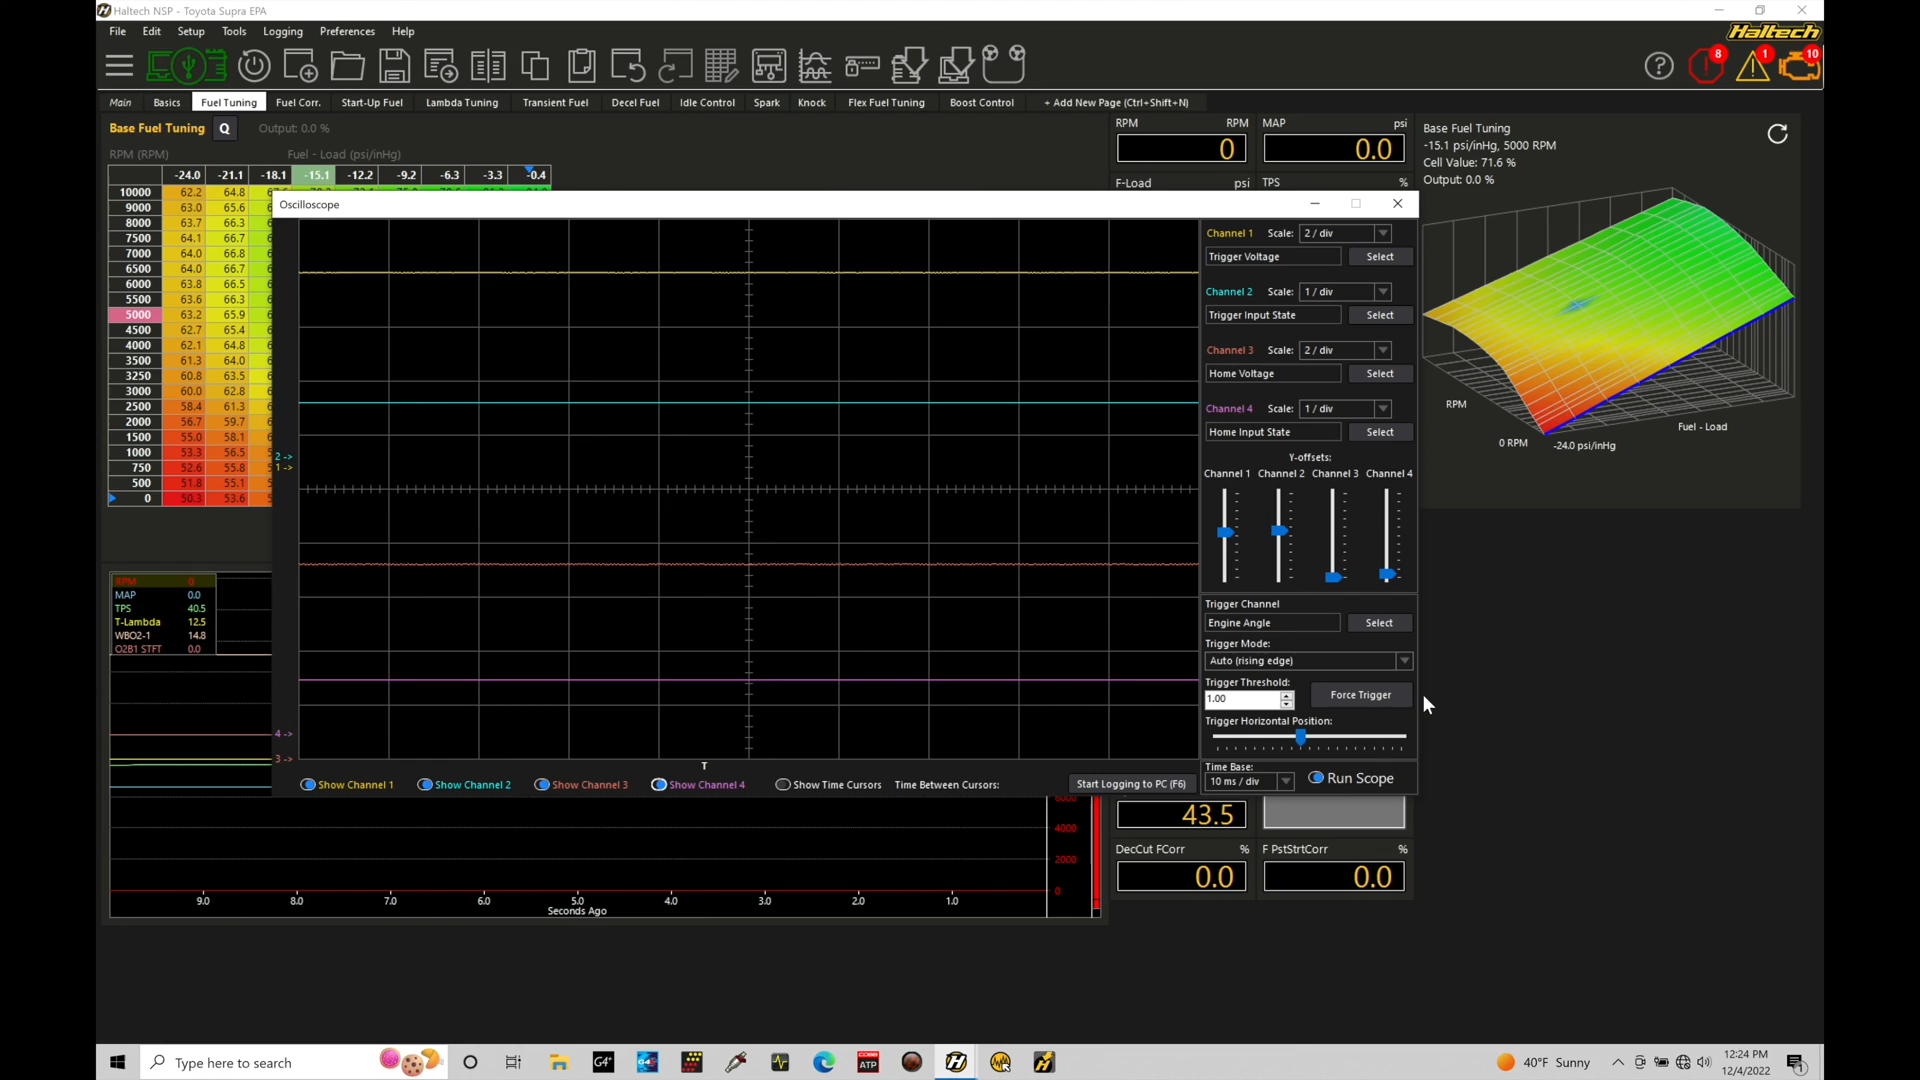 Haltech NSP - Toyota Supra EPA
File Edit Setup Tools Logging Preferences Help
Haltech
8 1 10
Main Basics Fuel Tuning Fuel Corr. Start-Up Fuel Lambda Tuning Transient Fuel Decel Fuel Idle Control Spark Knock Flex Fuel Tuning Boost Control + Add New Page (Ctrl+Shift+N)
Base Fuel Tuning Q Output: 0.0 %
RPM (RPM) Fuel - Load (psi/inHg)
-24.0 -21.1 -18.1 -15.1 -12.2 -9.2 -6.3 -3.3 -0.4
10000 62.2 64.8
9000 63.0 65.6
8000 63.7 66.3
7500 64.1 66.7
7000 64.0 66.8
6500 64.0 66.7
6000 63.8 66.5
5500 63.6 66.3
5000 63.2 65.9
4500 62.7 65.4
4000 62.1 64.8
3500 61.3 64.0
3250 60.8 63.5
3000 60.0 62.8
2500 58.4 61.3
2000 56.7 59.7
1500 55.0 58.1
1000 53.3 56.5
750 52.6 55.8
500 51.8 55.1
0 50.3 53.6
RPM RPM MAP psi
0 0.0
F-Load psi TPS %
Base Fuel Tuning
-15.1 psi/inHg, 5000 RPM
Cell Value: 71.6 %
Output: 0.0 %
RPM
0 RPM
-24.0 psi/inHg
Fuel - Load
Oscilloscope
2 ->
1 ->
4 ->
3 ->
T
Channel 1 Scale: 2 / div
Trigger Voltage Select
Channel 2 Scale: 1 / div
Trigger Input State Select
Channel 3 Scale: 2 / div
Home Voltage Select
Channel 4 Scale: 1 / div
Home Input State Select
Y-offsets:
Channel 1 Channel 2 Channel 3 Channel 4
Trigger Channel
Engine Angle Select
Trigger Mode:
Auto (rising edge)
Trigger Threshold:
1.00 Force Trigger
Trigger Horizontal Position:
Time Base:
10 ms / div Run Scope
Show Channel 1 Show Channel 2 Show Channel 3 Show Channel 4 Show Time Cursors Time Between Cursors: Start Logging to PC (F6)
RPM 0
MAP 0.0
TPS 40.5
T-Lambda 12.5
WBO2-1 14.8
O2B1 STFT 0.0
6000
4000
2000
0
9.0 8.0 7.0 6.0 5.0 4.0 3.0 2.0 1.0
Seconds Ago
43.5
DecCut FCorr % F PstStrtCorr %
0.0 0.0
Type here to search
G4+
ATP
40°F Sunny
12:24 PM
12/4/2022
1